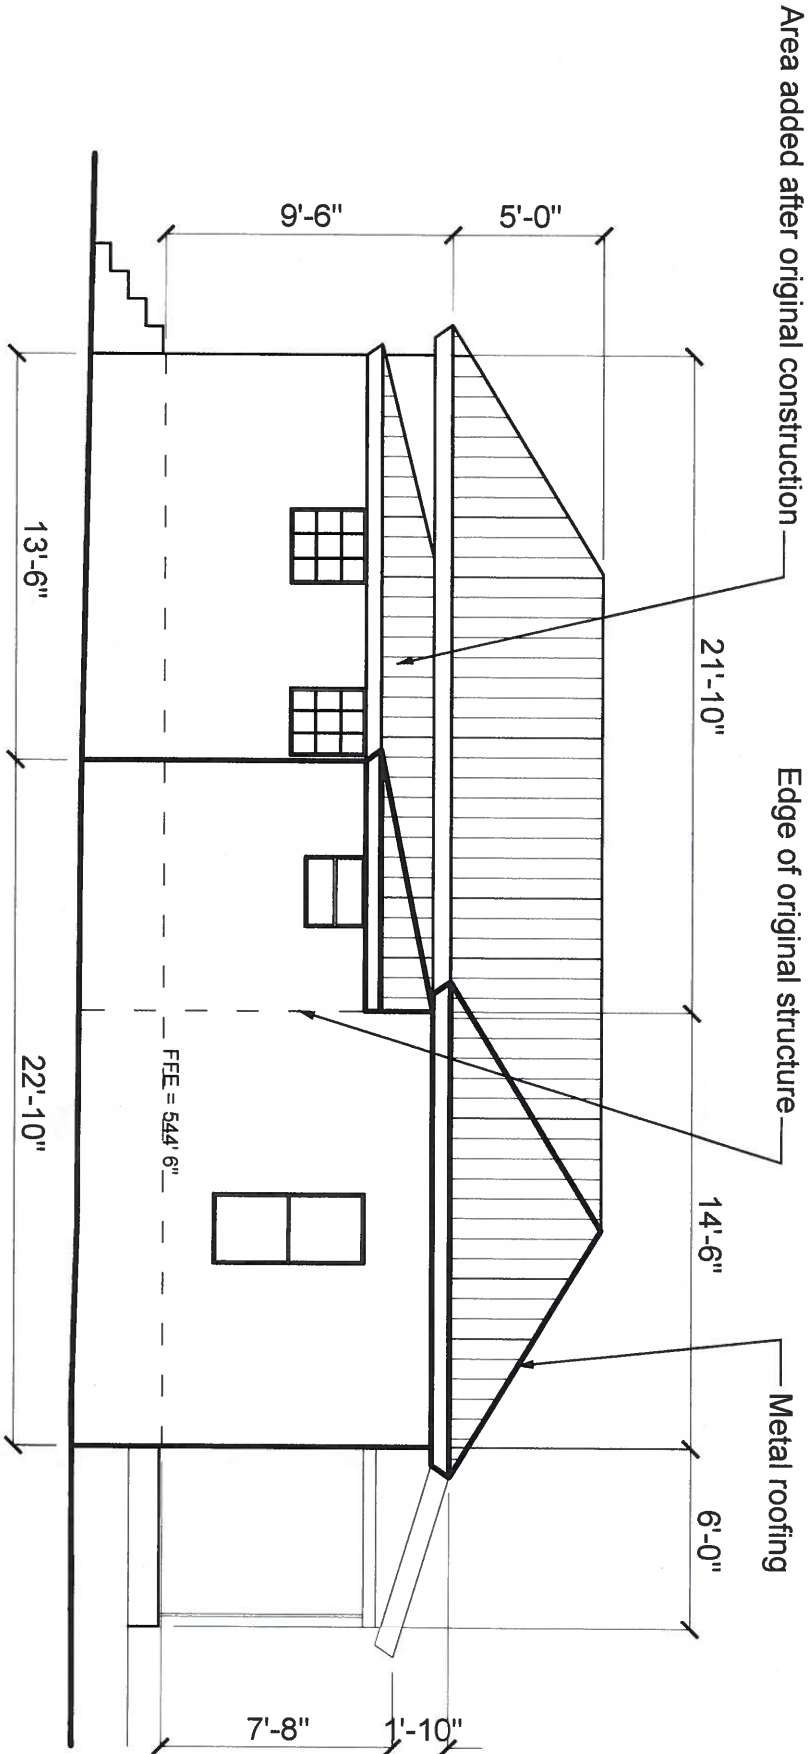 Area added after original construction
Edge of original structure
Metal roofing
21'-10"
14'-6"
6'-0"
5'-0"
9'-6"
1'-10"
7'-8"
FFE = 544' 6"
13'-6"
22'-10"